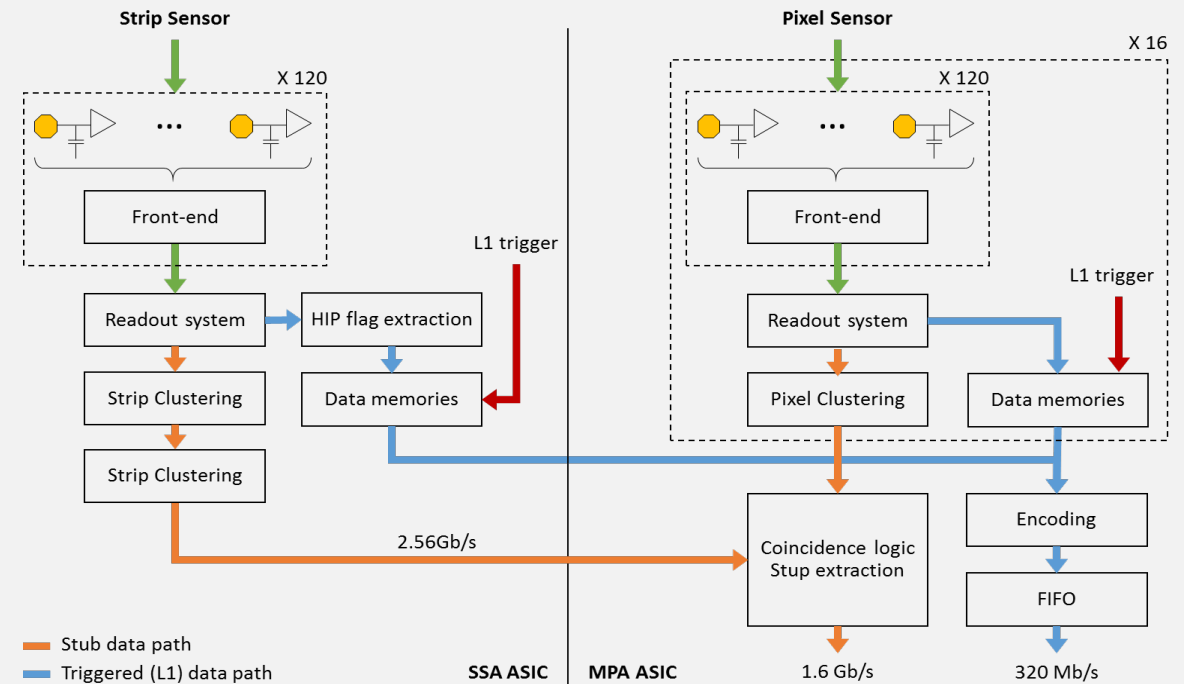 Strip Sensor
X 120
...
Front-end
L1 trigger
Readout system
HIP flag extraction
Strip Clustering
Data memories
Strip Clustering
2.56Gb/s
Stub data path
Triggered (L1) data path
SSA ASIC
Pixel Sensor
X 16
X 120
...
Front-end
L1 trigger
Readout system
Pixel Clustering
Data memories
Coincidence logic
Stup extraction
Encoding
FIFO
MPA ASIC
1.6 Gb/s
320 Mb/s